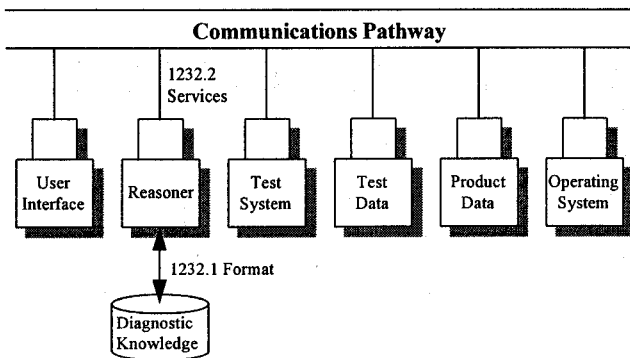 Communications Pathway
1232.2
Services
User
Interface
Reasoner
Test
System
Test
Data
Product
Data
Operating
System
1232.1 Format
Diagnostic
Knowledge